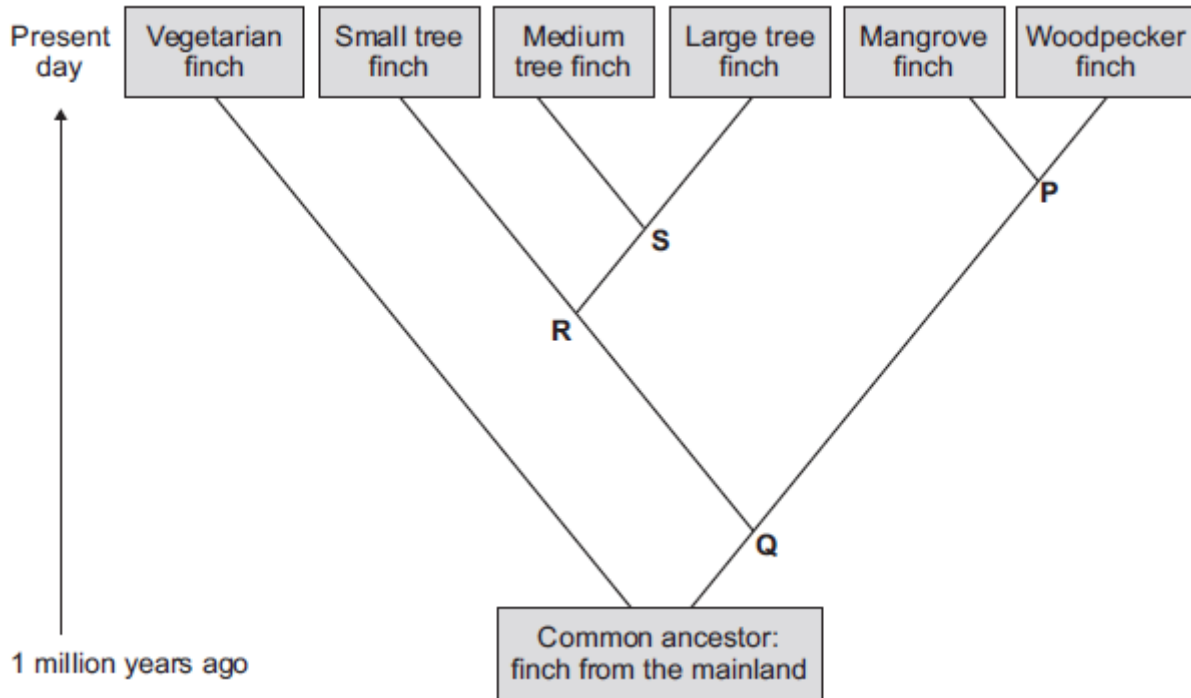 Present
day
Vegetarian
finch
Small tree
finch
Medium
tree finch
Large tree
finch
Mangrove
finch
Woodpecker
finch
P
S
R
Q
1 million years ago
Common ancestor:
finch from the mainland